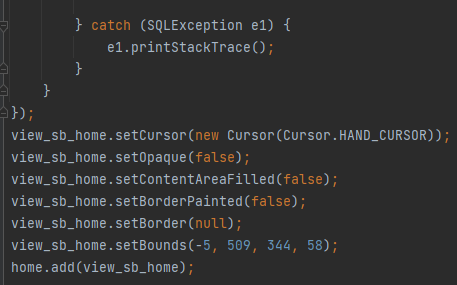 } catch (SQLException e1) {
e1.printStackTrace();
}
}
});
view_sb_home.setCursor(new Cursor(Cursor.HAND_CURSOR));
view_sb_home.setOpaque(false);
view_sb_home.setContentAreaFilled(false);
view_sb_home.setBorderPainted(false);
view_sb_home.setBorder(null);
view_sb_home.setBounds(-5, 509, 344, 58);
home.add(view_sb_home);